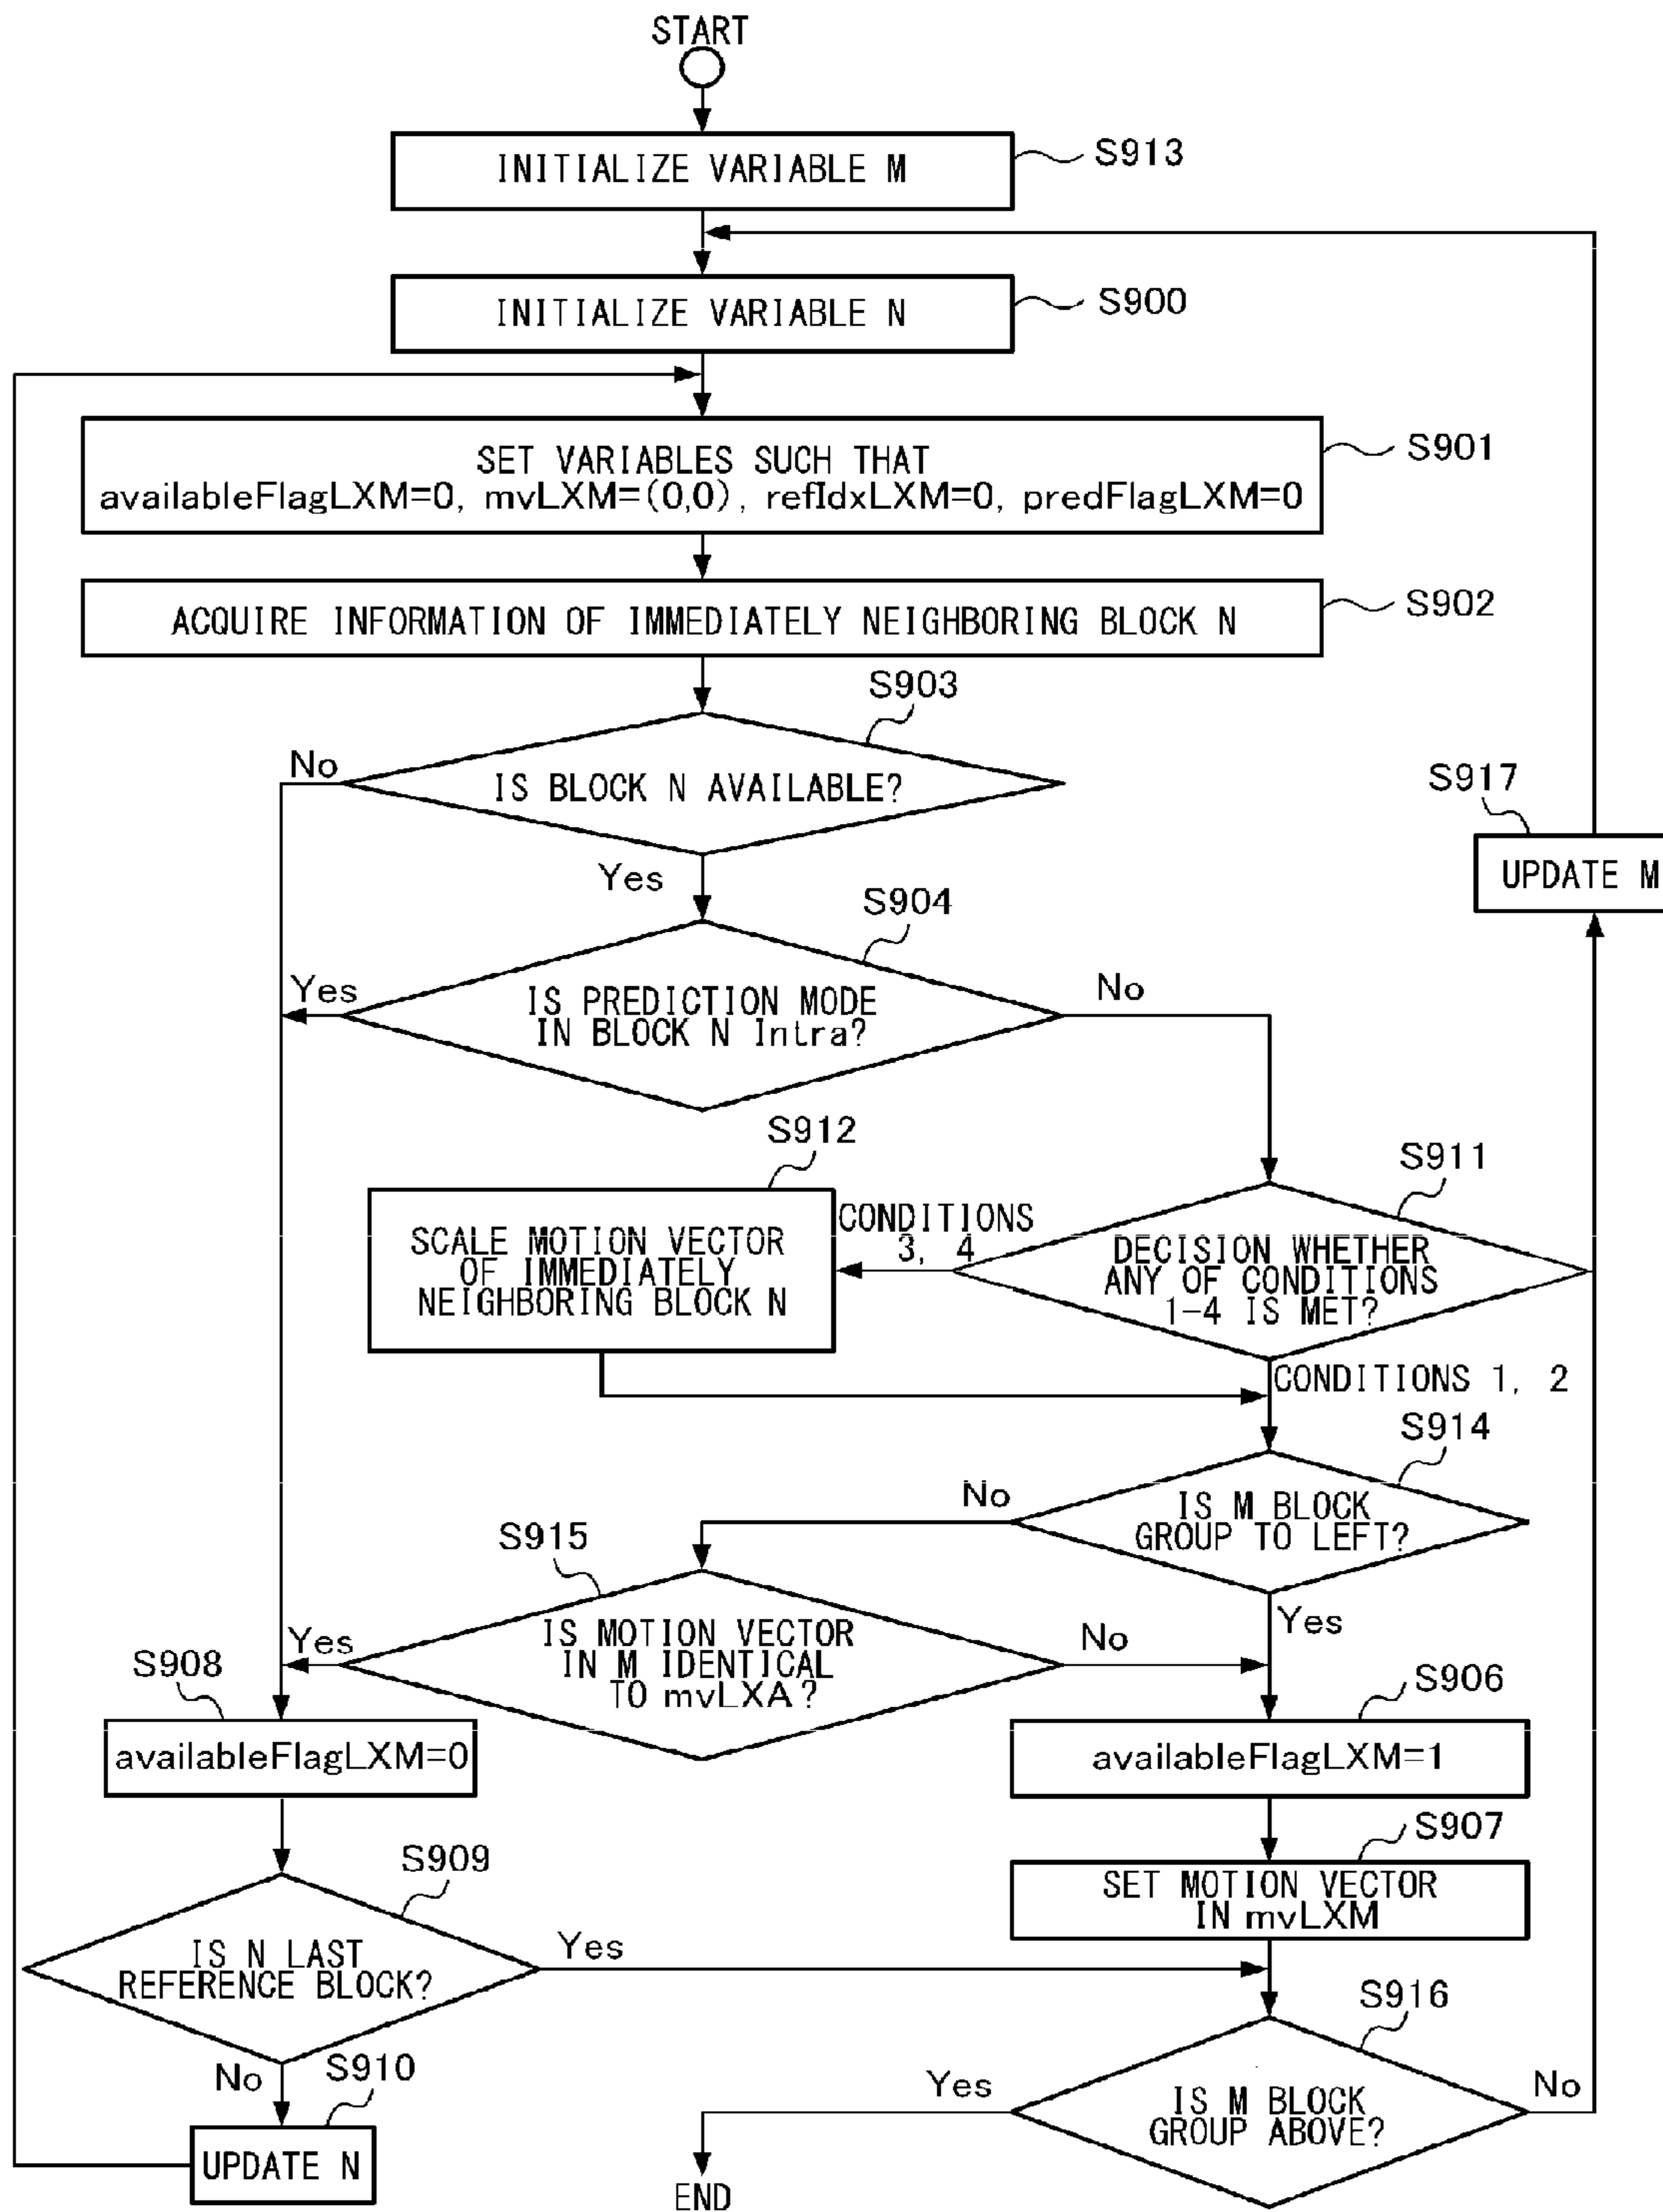 START
INITIALIZE VARIABLE M
S913
INITIALIZE VARIABLE N
S900
SET VARIABLES SUCH THAT
availableFlagLXM=0, mvLXM=(0,0), refIdxLXM=0, predFlagLXM=0
S901
ACQUIRE INFORMATION OF IMMEDIATELY NEIGHBORING BLOCK N
S902
S903
No
IS BLOCK N AVAILABLE?
Yes
S917
UPDATE M
S904
Yes
IS PREDICTION MODE
IN BLOCK N Intra?
No
S912
SCALE MOTION VECTOR
OF IMMEDIATELY
NEIGHBORING BLOCK N
CONDITIONS
3, 4
S911
DECISION WHETHER
ANY OF CONDITIONS
1-4 IS MET?
CONDITIONS 1, 2
S914
No
IS M BLOCK
GROUP TO LEFT?
Yes
S915
Yes
IS MOTION VECTOR
IN M IDENTICAL
TO mvLXA?
No
S908
availableFlagLXM=0
S906
availableFlagLXM=1
S907
SET MOTION VECTOR
IN mvLXM
S909
IS N LAST
REFERENCE BLOCK?
Yes
No
S910
UPDATE N
S916
Yes
IS M BLOCK
GROUP ABOVE?
No
END